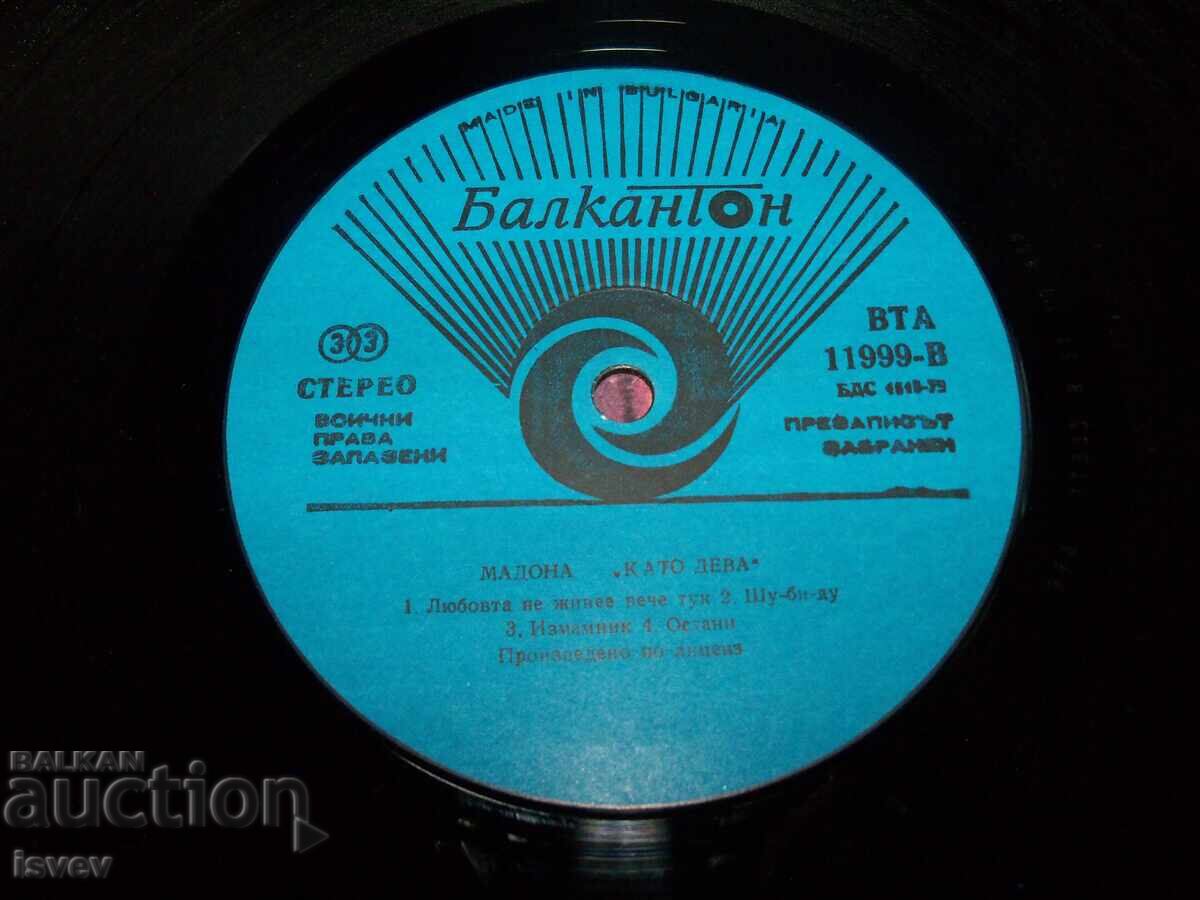 MADE IN BULGARIA
Балкантон
33
СТЕРЕО
ВСИЧНИ
ПРАВА
ЗАПАЗЕНИ
ВТА
11999-В
БДС
ПРЕЗАПИСЪТ
ЗАБРАНЕН
МАДОНА „КАТО ДЕВА“
1. Любовта не живее вече тук 2. Шу-би-ду
3. Измамник 4. Остани
Произведено по лиценз
BALKAN
auction
isvev